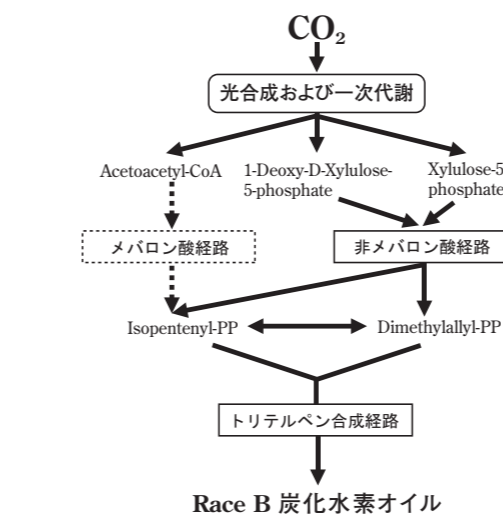 CO₂
光合成および一次代謝
Acetoacetyl-CoA
1-Deoxy-D-Xylulose-
5-phosphate
Xylulose-5
phosphate
メバロン酸経路
非メバロン酸経路
Isopentenyl-PP
Dimethylallyl-PP
トリテルペン合成経路
Race B 炭化水素オイル